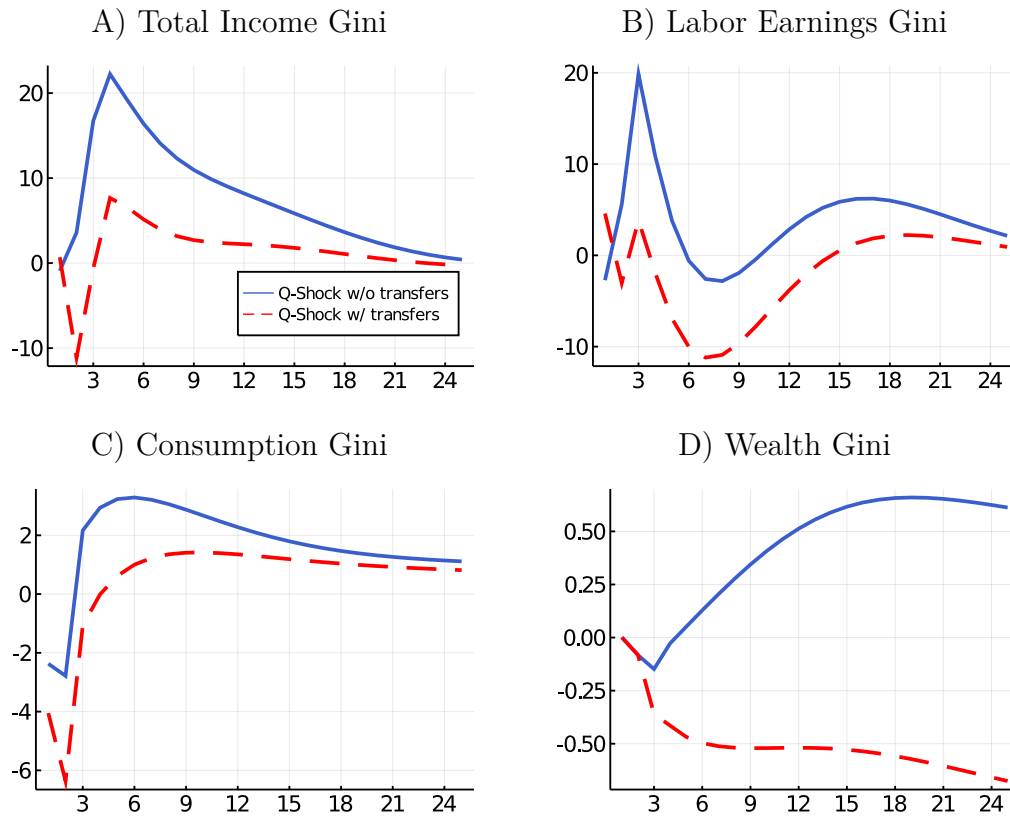 A) Total Income Gini
20
10
0
-10
3 6 9 12 15 18 21 24
Q-Shock w/o transfers
Q-Shock w/ transfers
B) Labor Earnings Gini
20
10
0
-10
3 6 9 12 15 18 21 24
C) Consumption Gini
2
0
-2
-4
-6
3 6 9 12 15 18 21 24
D) Wealth Gini
0.50
0.25
0.00
-0.25
-0.50
3 6 9 12 15 18 21 24